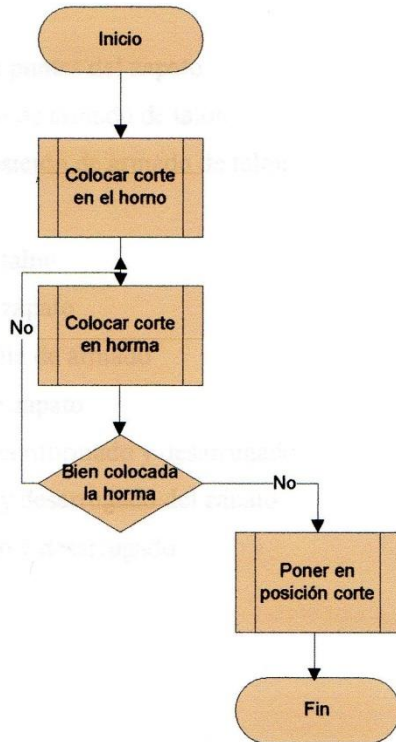 Inicio
Colocar corte
en el horno
No
Colocar corte
en horma
Bien colocada
la horma
No
Poner en
posición corte
Fin